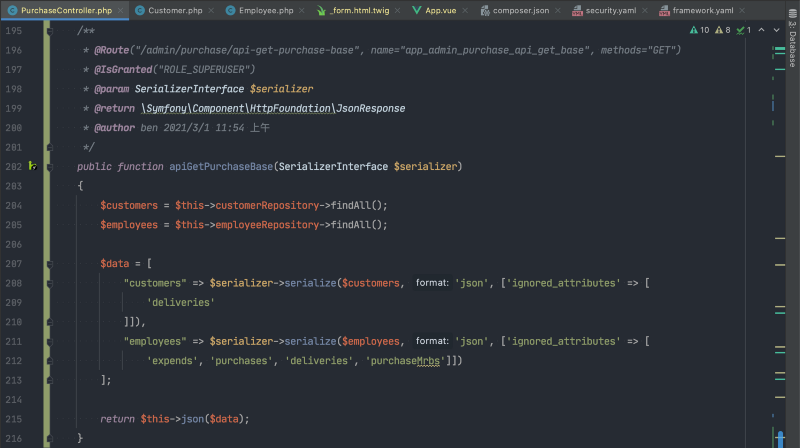 PurchaseController.php × Customer.php × Employee.php × _form.html.twig × App.vue × composer.json × security.yaml × framework.yaml ×
195 /**
196 * @Route("/admin/purchase/api-get-purchase-base", name="app_admin_purchase_api_get_base", methods="GET")
197 * @IsGranted("ROLE_SUPERUSER")
198 * @param SerializerInterface $serializer
199 * @return \Symfony\Component\HttpFoundation\JsonResponse
200 * @author ben 2021/3/1 11:54 上午
201 */
202 public function apiGetPurchaseBase(SerializerInterface $serializer)
203 {
204 $customers = $this->customerRepository->findAll();
205 $employees = $this->employeeRepository->findAll();
206
207 $data = [
208 "customers" => $serializer->serialize($customers, format: 'json', ['ignored_attributes' => [
209 'deliveries'
210 ]]),
211 "employees" => $serializer->serialize($employees, format: 'json', ['ignored_attributes' => [
212 'expends', 'purchases', 'deliveries', 'purchaseMrbs']])
213 ];
214
215 return $this->json($data);
216 }
10 8 1
3: Database